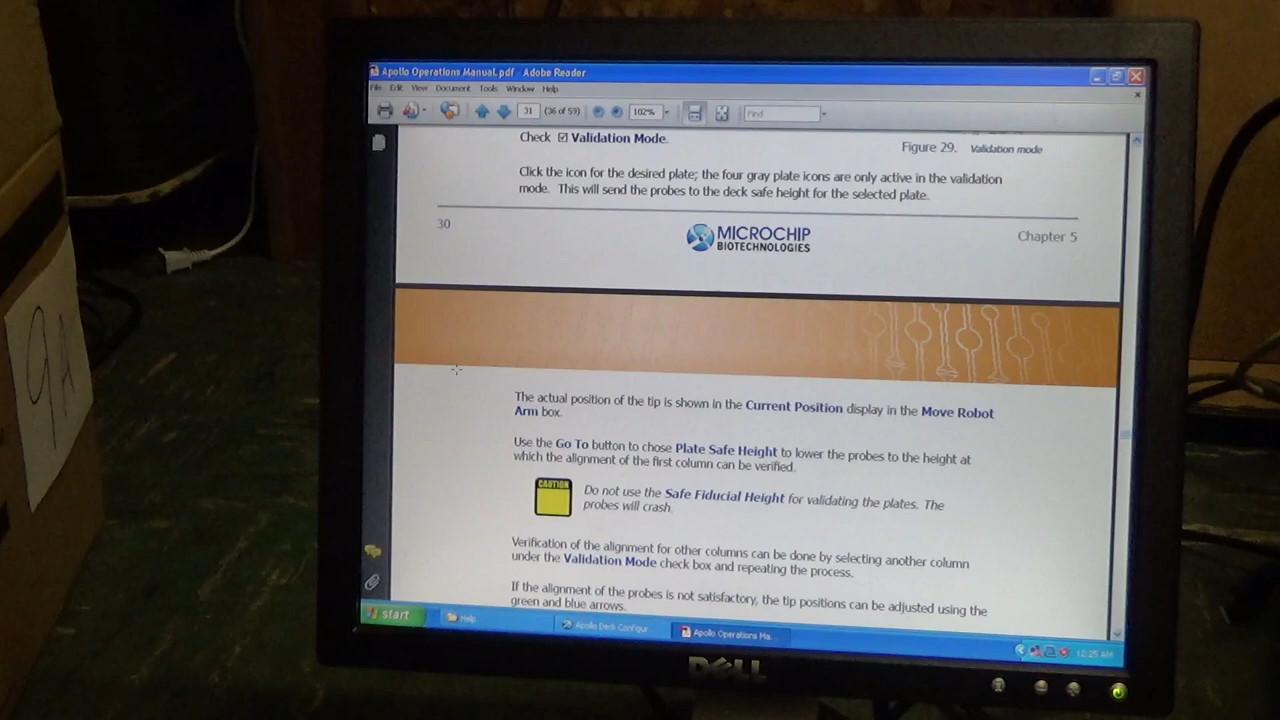 Apollo Operations Manual.pdf - Adobe Reader
File Edit View Document Tools Window Help
31 (36 of 59) 102% Find
Check ☑ Validation Mode.
Figure 29. Validation mode
Click the icon for the desired plate; the four gray plate icons are only active in the validation
mode. This will send the probes to the deck safe height for the selected plate.
30
MICROCHIP
BIOTECHNOLOGIES
Chapter 5
9A
The actual position of the tip is shown in the Current Position display in the Move Robot
Arm box.
Use the Go To button to chose Plate Safe Height to lower the probes to the height at
which the alignment of the first column can be verified.
CAUTION
Do not use the Safe Fiducial Height for validating the plates. The
probes will crash.
Verification of the alignment for other columns can be done by selecting another column
under the Validation Mode check box and repeating the process.
If the alignment of the probes is not satisfactory, the tip positions can be adjusted using the
green and blue arrows.
start Help Apollo Deck Configur Apollo Operations Ma... 12:25 AM
DELL